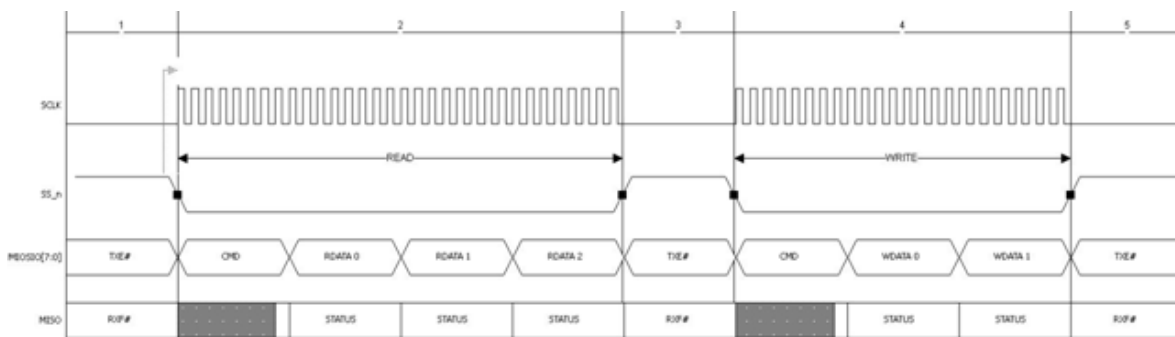 1 2 3 4 5
SCLK
READ WRITE
SS_n
MIOSIO[7:0] TXE# CMD RDATA 0 RDATA 1 RDATA 2 TXE# CMD WDATA 0 WDATA 1 TXE#
MISO RXF# STATUS STATUS STATUS RXF# STATUS STATUS RXF#